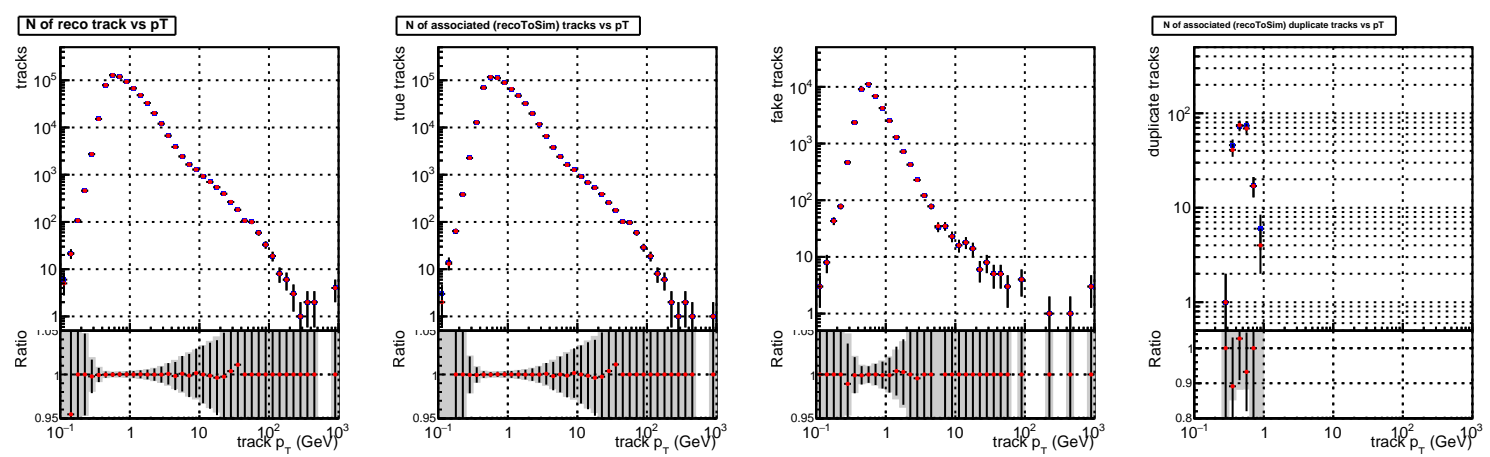 N of reco track vs pT
tracks
10^5
10^4
10^3
10^2
10
1
Ratio
1.05
1
0.95
10^-1 1 10 10^2 10^3
track p_T (GeV)
N of associated (recoToSim) tracks vs pT
true tracks
10^5
10^4
10^3
10^2
10
1
Ratio
1.05
1
0.95
10^-1 1 10 10^2 10^3
track p_T (GeV)
fake tracks
10^4
10^3
10^2
10
1
Ratio
1.05
1
0.95
10^-1 1 10 10^2 10^3
track p_T (GeV)
N of associated (recoToSim) duplicate tracks vs pT
duplicate tracks
10^2
10
1
Ratio
1
0.9
0.8
10^-1 1 10 10^2 10^3
track p_T (GeV)